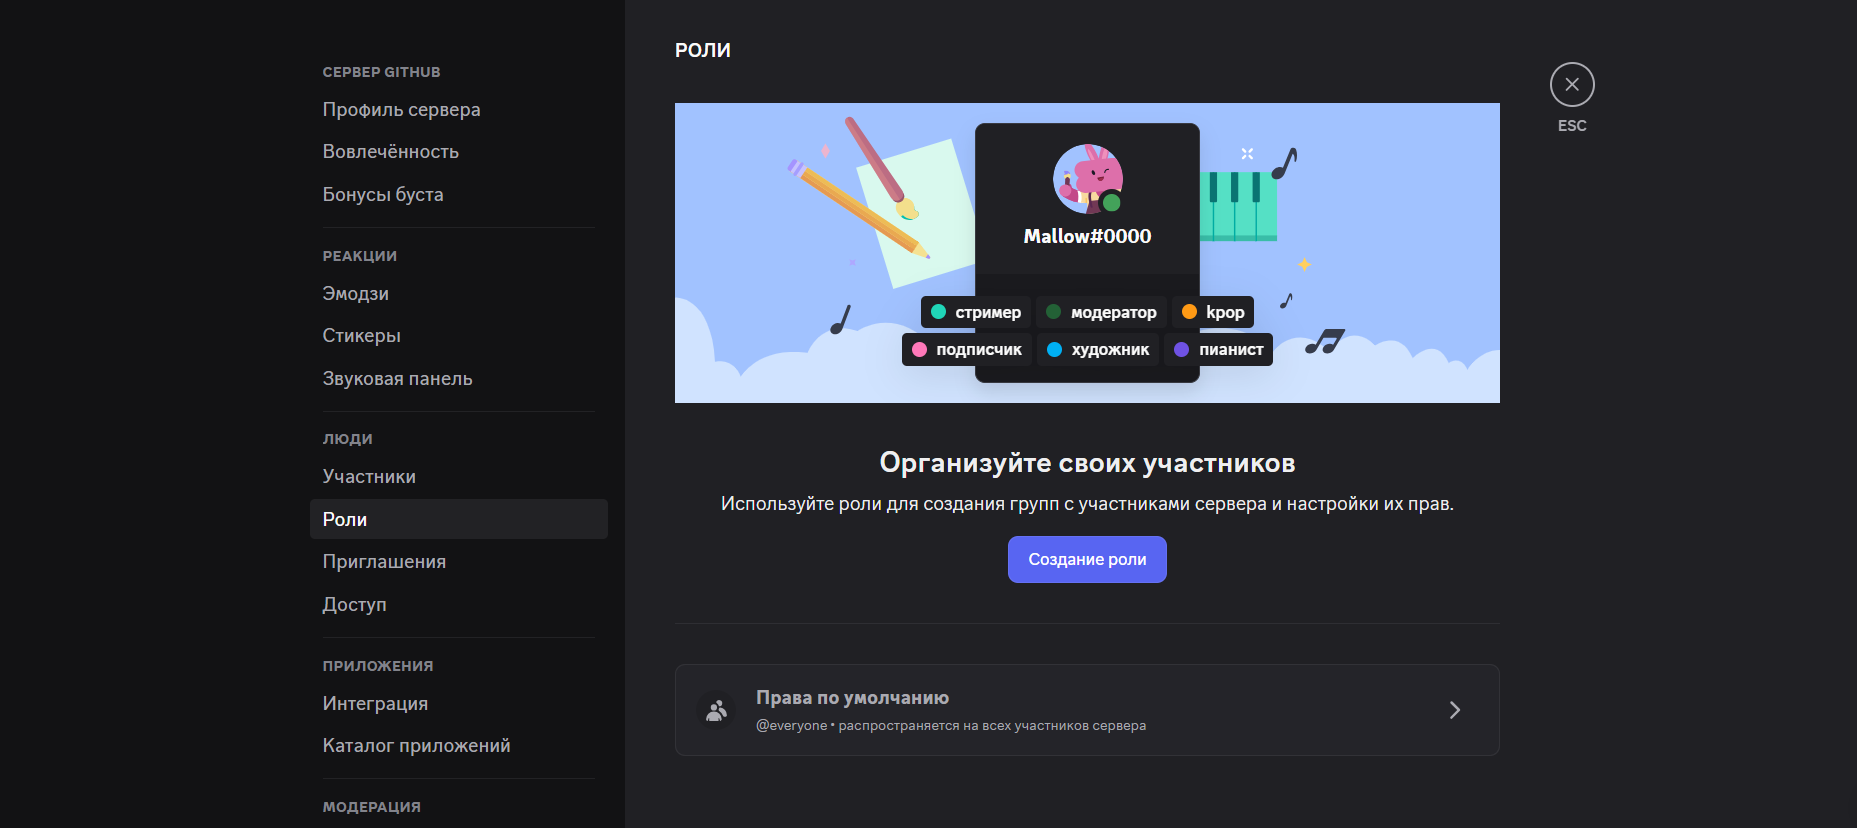 СЕРВЕР GITHUB
Профиль сервера
Вовлечённость
Бонусы буста
РЕАКЦИИ
Эмодзи
Стикеры
Звуковая панель
ЛЮДИ
Участники
Роли
Приглашения
Доступ
ПРИЛОЖЕНИЯ
Интеграция
Каталог приложений
МОДЕРАЦИЯ
РОЛИ
ESC
Mallow#0000
стример модератор kpop
подписчик художник пианист
Организуйте своих участников
Используйте роли для создания групп с участниками сервера и настройки их прав.
Создание роли
Права по умолчанию
@everyone • распространяется на всех участников сервера